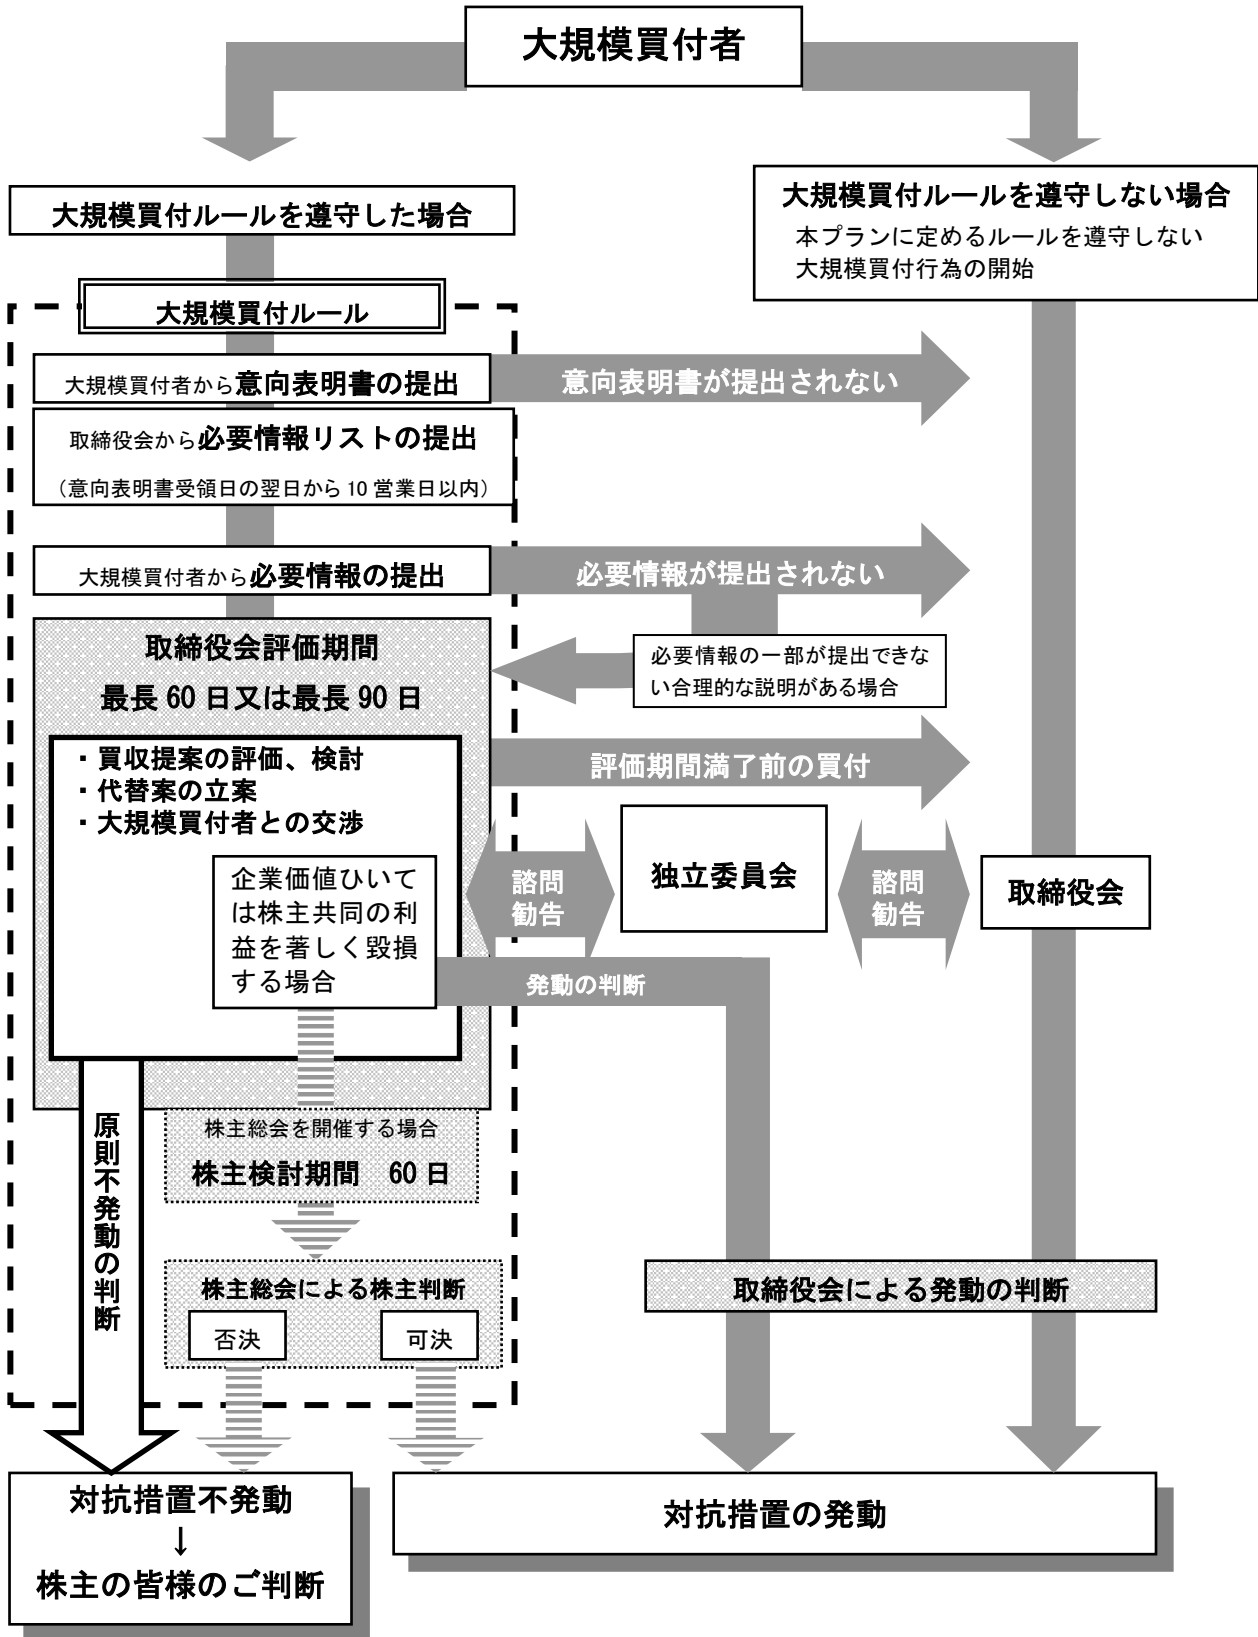 大規模買付者
大規模買付ルールを遵守した場合
大規模買付ルールを遵守しない場合
本プランに定めるルールを遵守しない
大規模買付行為の開始
大規模買付ルール
大規模買付者から意向表明書の提出
意向表明書が提出されない
取締役会から必要情報リストの提出
（意向表明書受領日の翌日から 10 営業日以内）
大規模買付者から必要情報の提出
必要情報が提出されない
必要情報の一部が提出できな
い合理的な説明がある場合
取締役会評価期間
最長 60 日又は最長 90 日
・買収提案の評価、検討
・代替案の立案
・大規模買付者との交渉
評価期間満了前の買付
企業価値ひいて
は株主共同の利
益を著しく毀損
する場合
諮問
勧告
独立委員会
諮問
勧告
取締役会
発動の判断
原則不発動の判断
株主総会を開催する場合
株主検討期間　60 日
株主総会による株主判断
否決
可決
取締役会による発動の判断
対抗措置不発動
↓
株主の皆様のご判断
対抗措置の発動